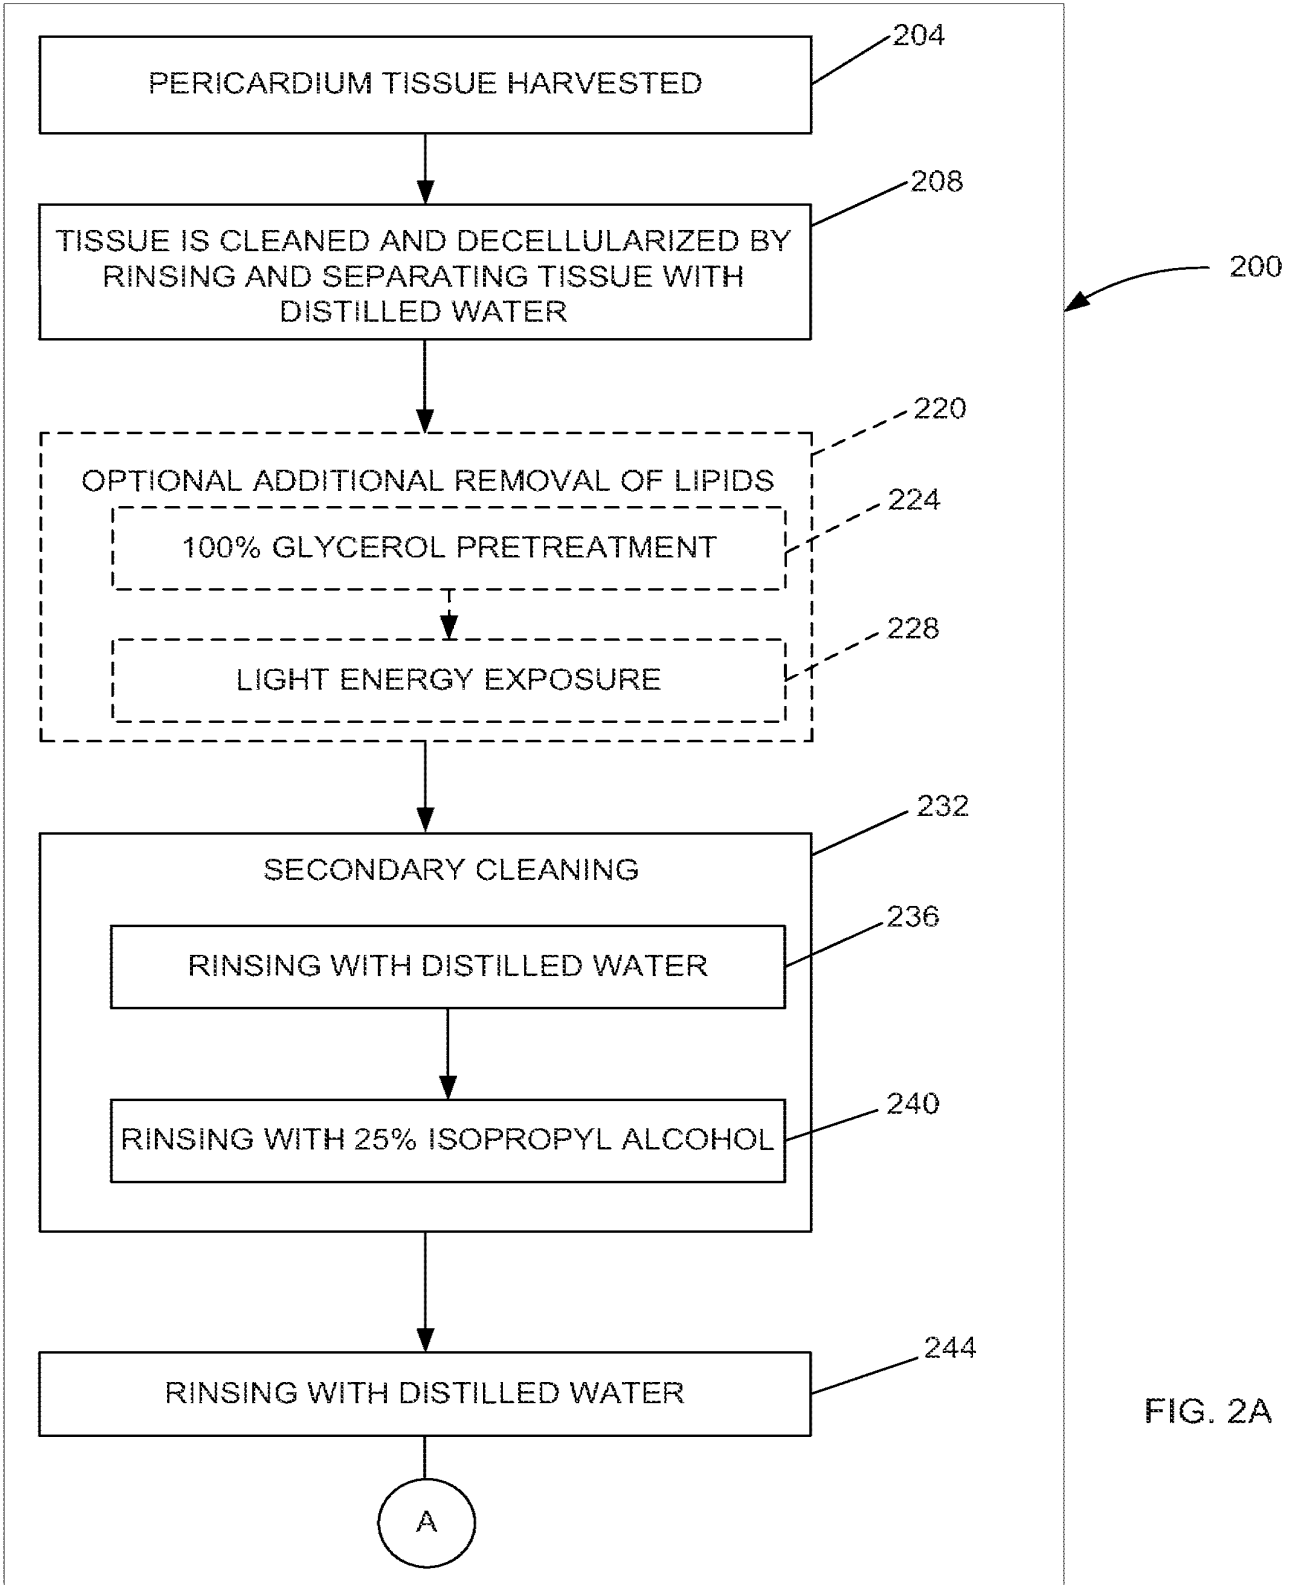 204
PERICARDIUM TISSUE HARVESTED
208
TISSUE IS CLEANED AND DECELLULARIZED BY
RINSING AND SEPARATING TISSUE WITH
DISTILLED WATER
200
220
OPTIONAL ADDITIONAL REMOVAL OF LIPIDS
224
100% GLYCEROL PRETREATMENT
228
LIGHT ENERGY EXPOSURE
232
SECONDARY CLEANING
236
RINSING WITH DISTILLED WATER
240
RINSING WITH 25% ISOPROPYL ALCOHOL
244
RINSING WITH DISTILLED WATER
FIG. 2A
A